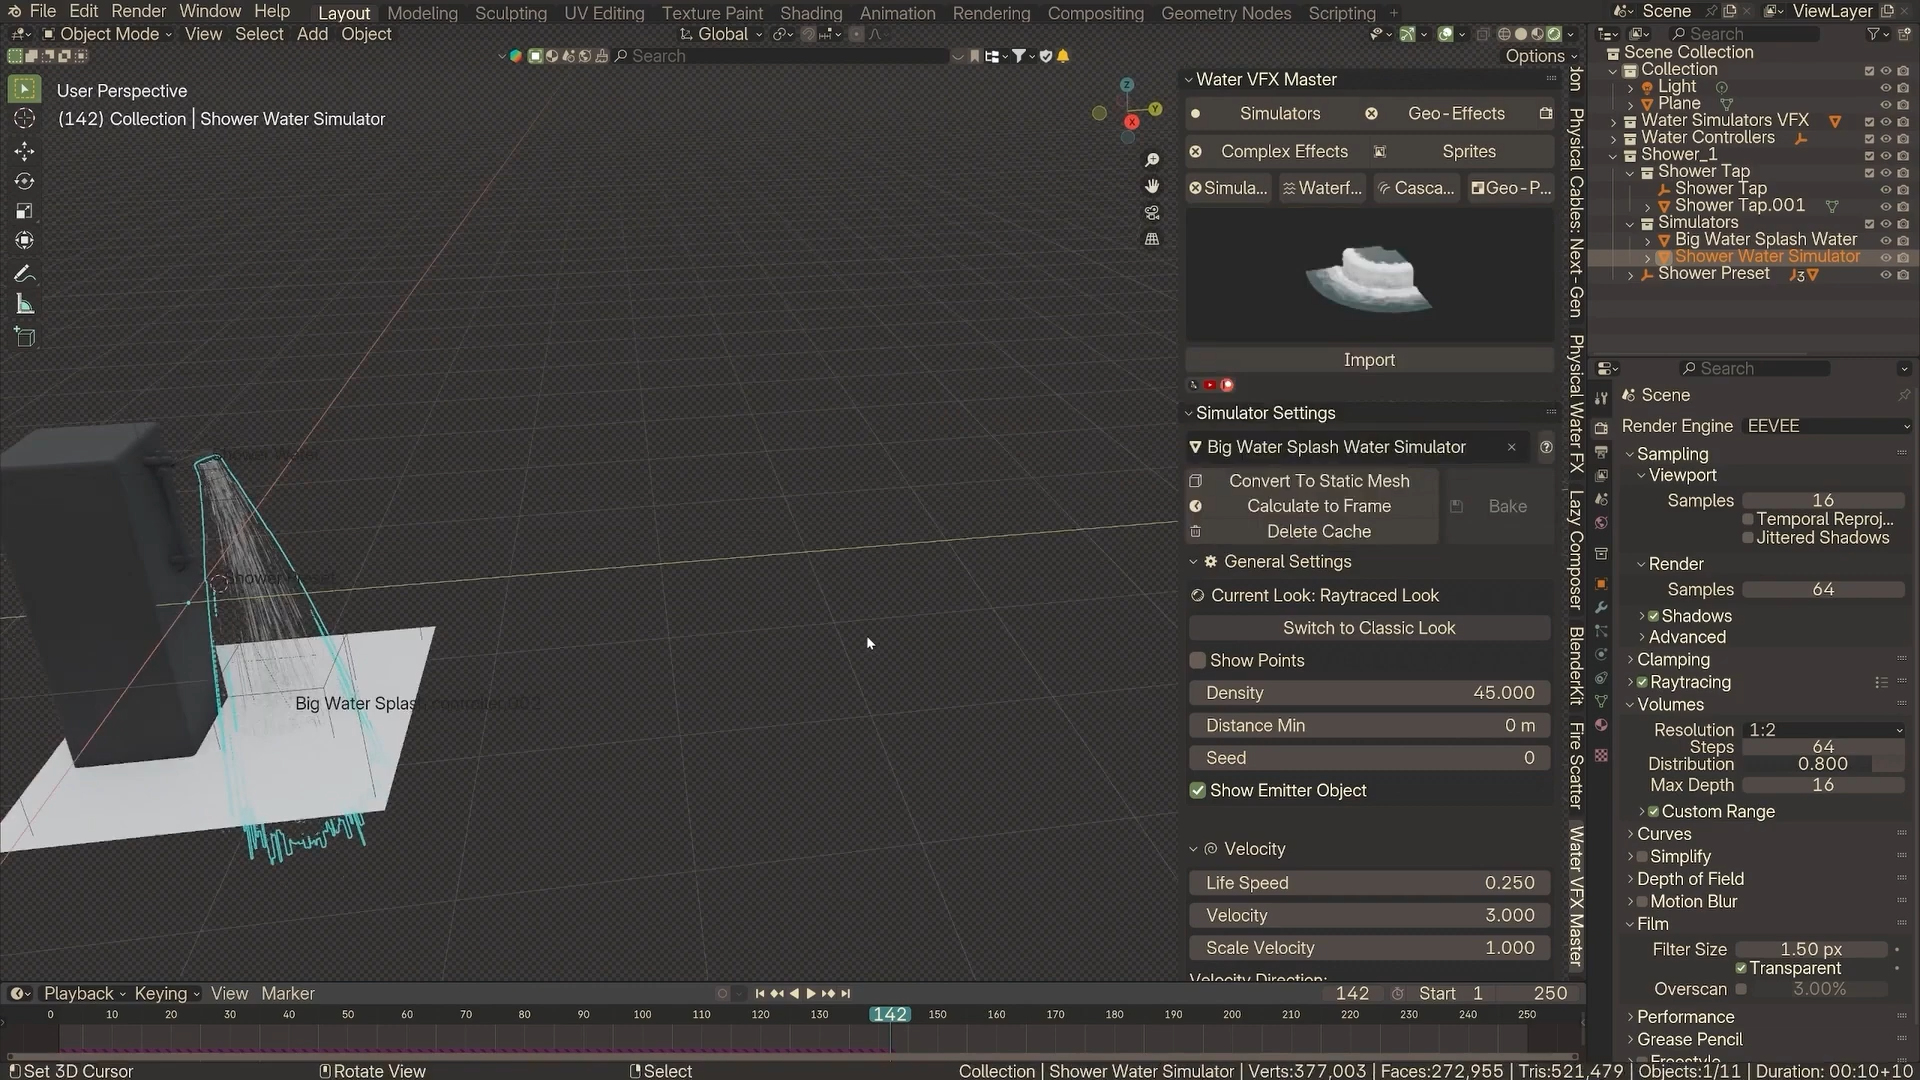 File Edit Render Window Help Layout Modeling Sculpting UV Editing Texture Paint Shading Animation Rendering Compositing Geometry Nodes Scripting + Scene ViewLayer
Object Mode View Select Add Object Global Search
Search Options
User Perspective
(142) Collection | Shower Water Simulator
Z
Y
X
Big Water Splas
Water VFX Master
Simulators Geo-Effects
Complex Effects Sprites
Simula... Waterf... Casca... Geo-P...
Import
Simulator Settings
Big Water Splash Water Simulator
Convert To Static Mesh
Calculate to Frame Bake
Delete Cache
General Settings
Current Look: Raytraced Look
Switch to Classic Look
Show Points
Density 45.000
Distance Min 0 m
Seed 0
Show Emitter Object
Velocity
Life Speed 0.250
Velocity 3.000
Scale Velocity 1.000
Velocity Direction:
Physical Cables: Next-Gen
Physical Water FX
Lazy Composer
BlenderKit
Fire Scatter
Water VFX Master
Scene Collection
Collection
Light
Plane
Water Simulators VFX
Water Controllers
Shower_1
Shower Tap
Shower Tap
Shower Tap.001
Simulators
Big Water Splash Water
Shower Water Simulator
Shower Preset 3
Search
Scene
Render Engine EEVEE
Sampling
Viewport
Samples 16
Temporal Reproj...
Jittered Shadows
Render
Samples 64
Shadows
Advanced
Clamping
Raytracing
Volumes
Resolution 1:2
Steps 64
Distribution 0.800
Max Depth 16
Custom Range
Curves
Simplify
Depth of Field
Motion Blur
Film
Filter Size 1.50 px
Transparent
Overscan 3.00%
Performance
Grease Pencil
Freestyle
Playback Keying View Marker 142 Start 1 250
0 10 20 30 40 50 60 70 80 90 100 110 120 130 142 150 160 170 180 190 200 210 220 230 240 250
Set 3D Cursor Rotate View Select Collection | Shower Water Simulator | Verts:377,003 | Faces:272,955 | Tris:521,479 | Objects:1/11 | Duration: 00:10+10